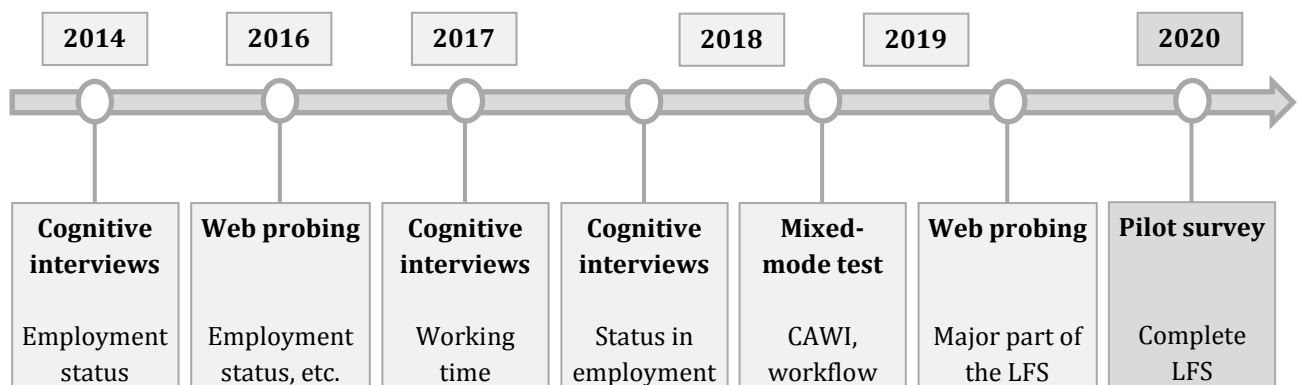 2014
2016
2017
2018
2019
2020
Cognitive
interviews
Employment
status
Web probing
Employment
status, etc.
Cognitive
interviews
Working
time
Cognitive
interviews
Status in
employment
Mixed-
mode test
CAWI,
workflow
Web probing
Major part of
the LFS
Pilot survey
Complete
LFS